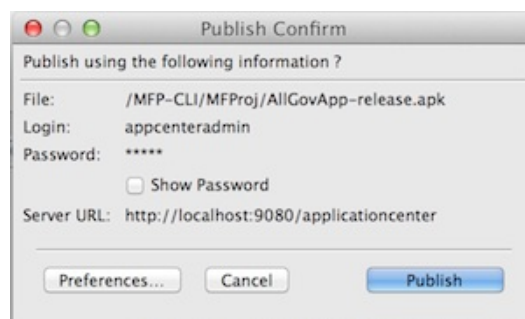 Publish Confirm
Publish using the following information ?
File: /MFP-CLI/MFProj/AllGovApp-release.apk
Login: appcenteradmin
Password: *****
Show Password
Server URL: http://localhost:9080/applicationcenter
Preferences... Cancel Publish